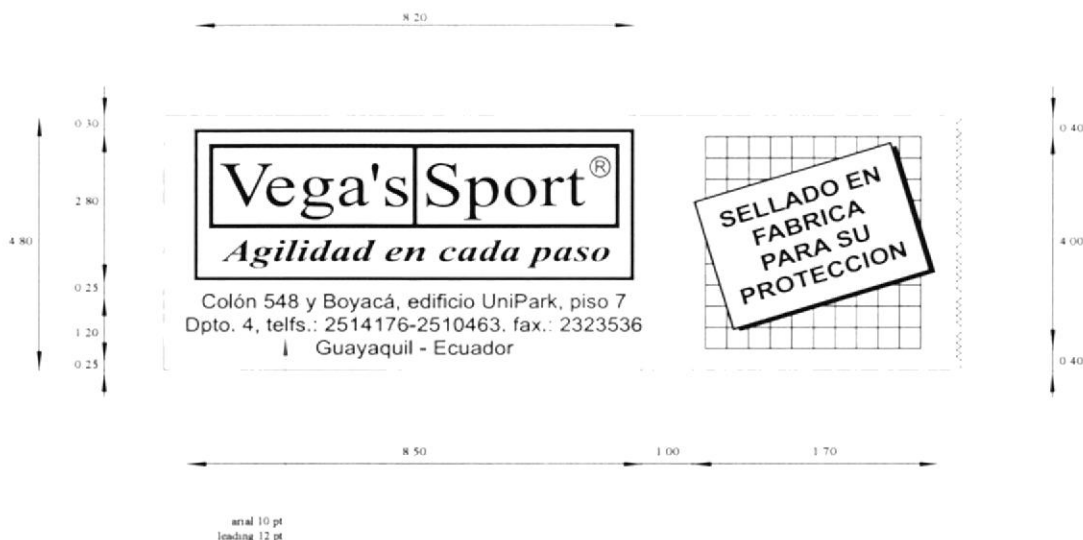 8 20
0 30
2 80
4 80
0 25
1 20
0 25
Vega's Sport®
Agilidad en cada paso
Colón 548 y Boyacá, edificio UniPark, piso 7
Dpto. 4, telfs.: 2514176-2510463. fax.: 2323536
Guayaquil - Ecuador
SELLADO EN
FABRICA
PARA SU
PROTECCION
0 40
4 00
0 40
8 50
1 00
1 70
arial 10 pt
leading 12 pt